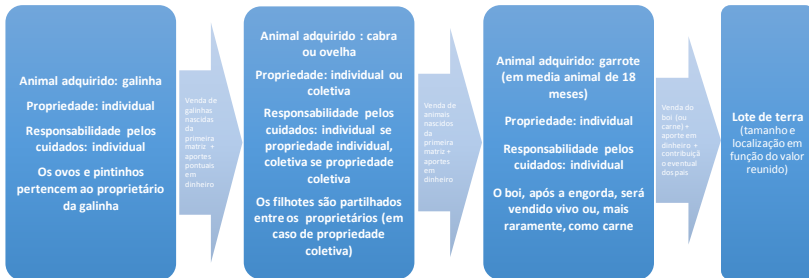 Animal adquirido: galinha
Propriedade: individual
Responsabilidade pelos
cuidados: individual
Os ovos e pintinhos
pertencem ao proprietário
da galinha
Venda de
galinhas
nascidas
da
primeira
matriz +
aportes
pontuais
em
dinheiro
Animal adquirido : cabra
ou ovelha
Propriedade: individual ou
coletiva
Responsabilidade pelos
cuidados: individual se
propriedade individual,
coletiva se propriedade
coletiva
Os filhotes são partilhados
entre os proprietários (em
caso de propriedade
coletiva)
Venda de
animais
nascidos
da
primeira
matriz +
aportes
em
dinheiro
Animal adquirido: garrote
(em media animal de 18
meses)
Propriedade: individual
Responsabilidade pelos
cuidados: individual
O boi, após a engorda, será
vendido vivo ou, mais
raramente, como carne
Venda do
boi (ou
carne) +
aporte em
dinheiro +
contribuiçã
o eventual
dos pais
Lote de terra
(tamanho e
localização em
função do valor
reunido)